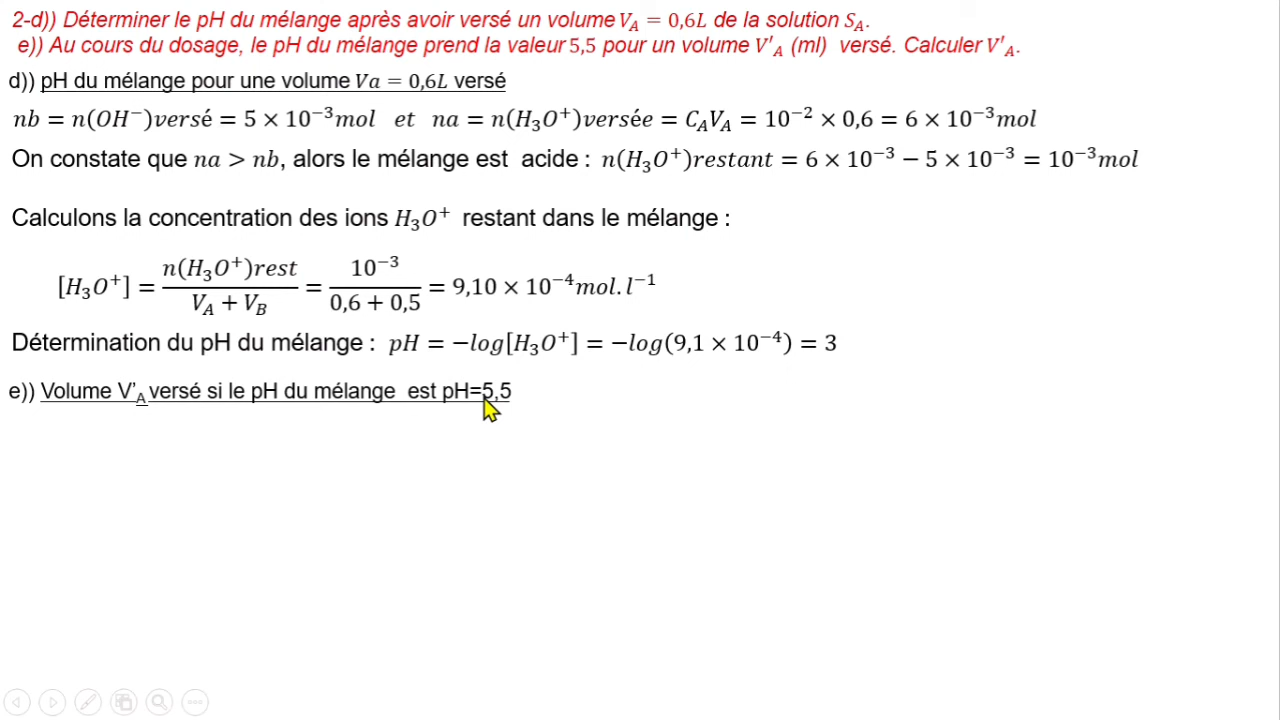 2-d)) Déterminer le pH du mélange après avoir versé un volume V_A = 0,6L de la solution S_A.
e)) Au cours du dosage, le pH du mélange prend la valeur 5,5 pour un volume V'_A (ml) versé. Calculer V'_A.
d)) pH du mélange pour une volume Va = 0,6L versé
nb = n(OH⁻)versé = 5 × 10⁻³mol et na = n(H₃O⁺)versée = C_AV_A = 10⁻² × 0,6 = 6 × 10⁻³mol
On constate que na > nb, alors le mélange est acide : n(H₃O⁺)restant = 6 × 10⁻³ − 5 × 10⁻³ = 10⁻³mol
Calculons la concentration des ions H₃O⁺ restant dans le mélange :
[H₃O⁺] = n(H₃O⁺)rest / (V_A + V_B) = 10⁻³ / (0,6 + 0,5) = 9,10 × 10⁻⁴mol.l⁻¹
Détermination du pH du mélange : pH = −log[H₃O⁺] = −log(9,1 × 10⁻⁴) = 3
e)) Volume V'_A versé si le pH du mélange est pH=5,5